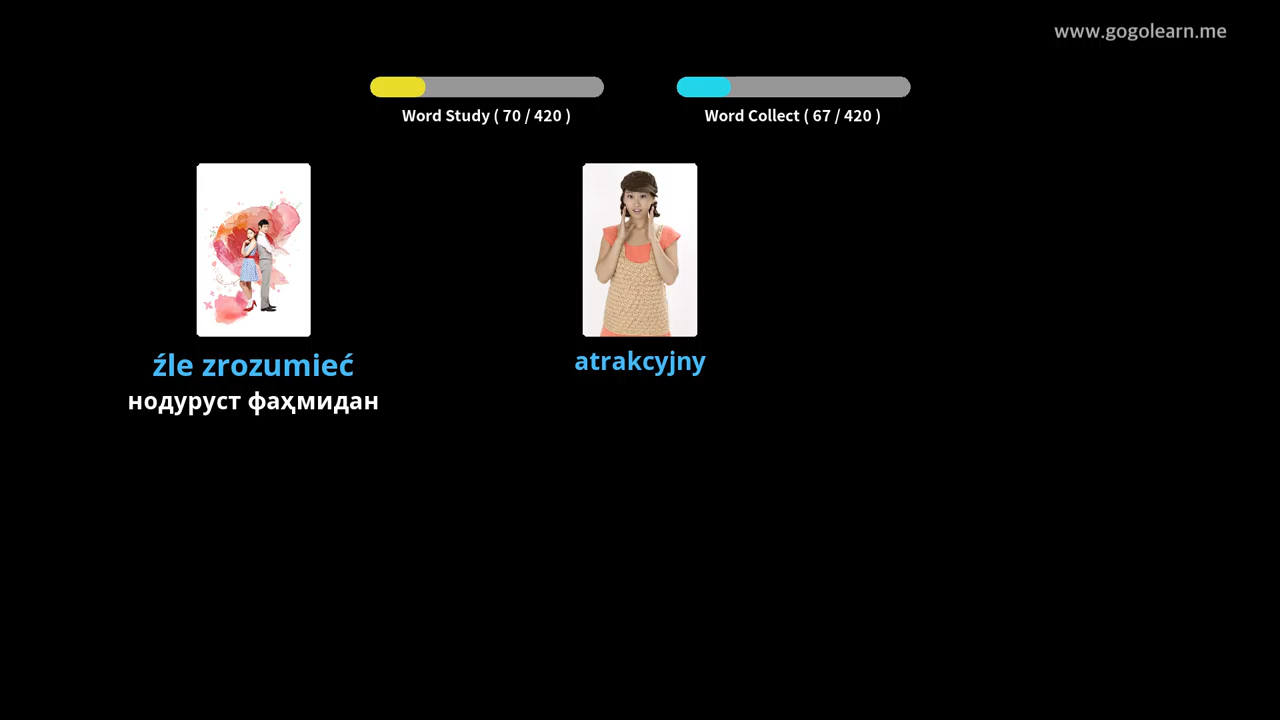 www.gogolearn.me
Word Study ( 70 / 420 )
Word Collect ( 67 / 420 )
źle zrozumieć
нодуруст фаҳмидан
atrakcyjny